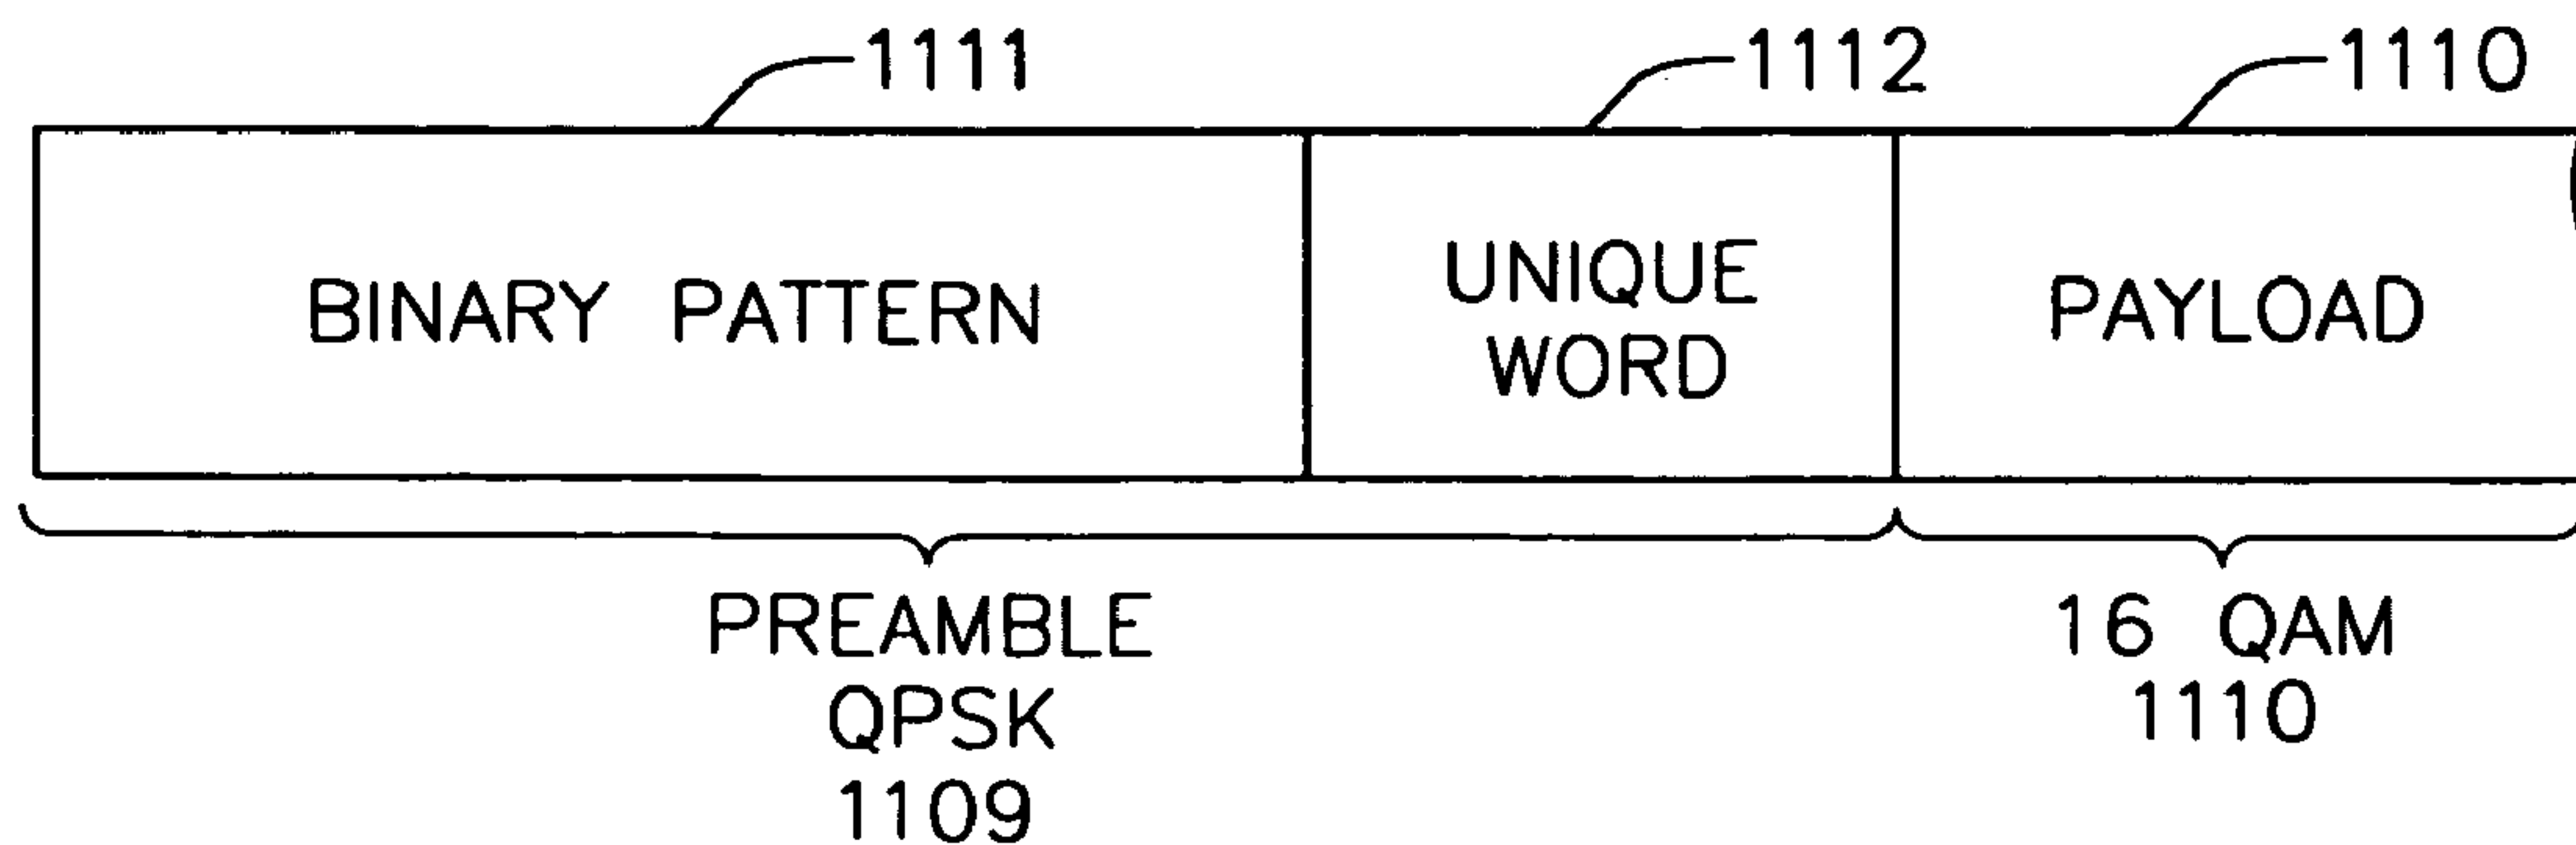 1111
1112
1110
BINARY PATTERN
UNIQUE
WORD
PAYLOAD
PREAMBLE
QPSK
1109
16 QAM
1110